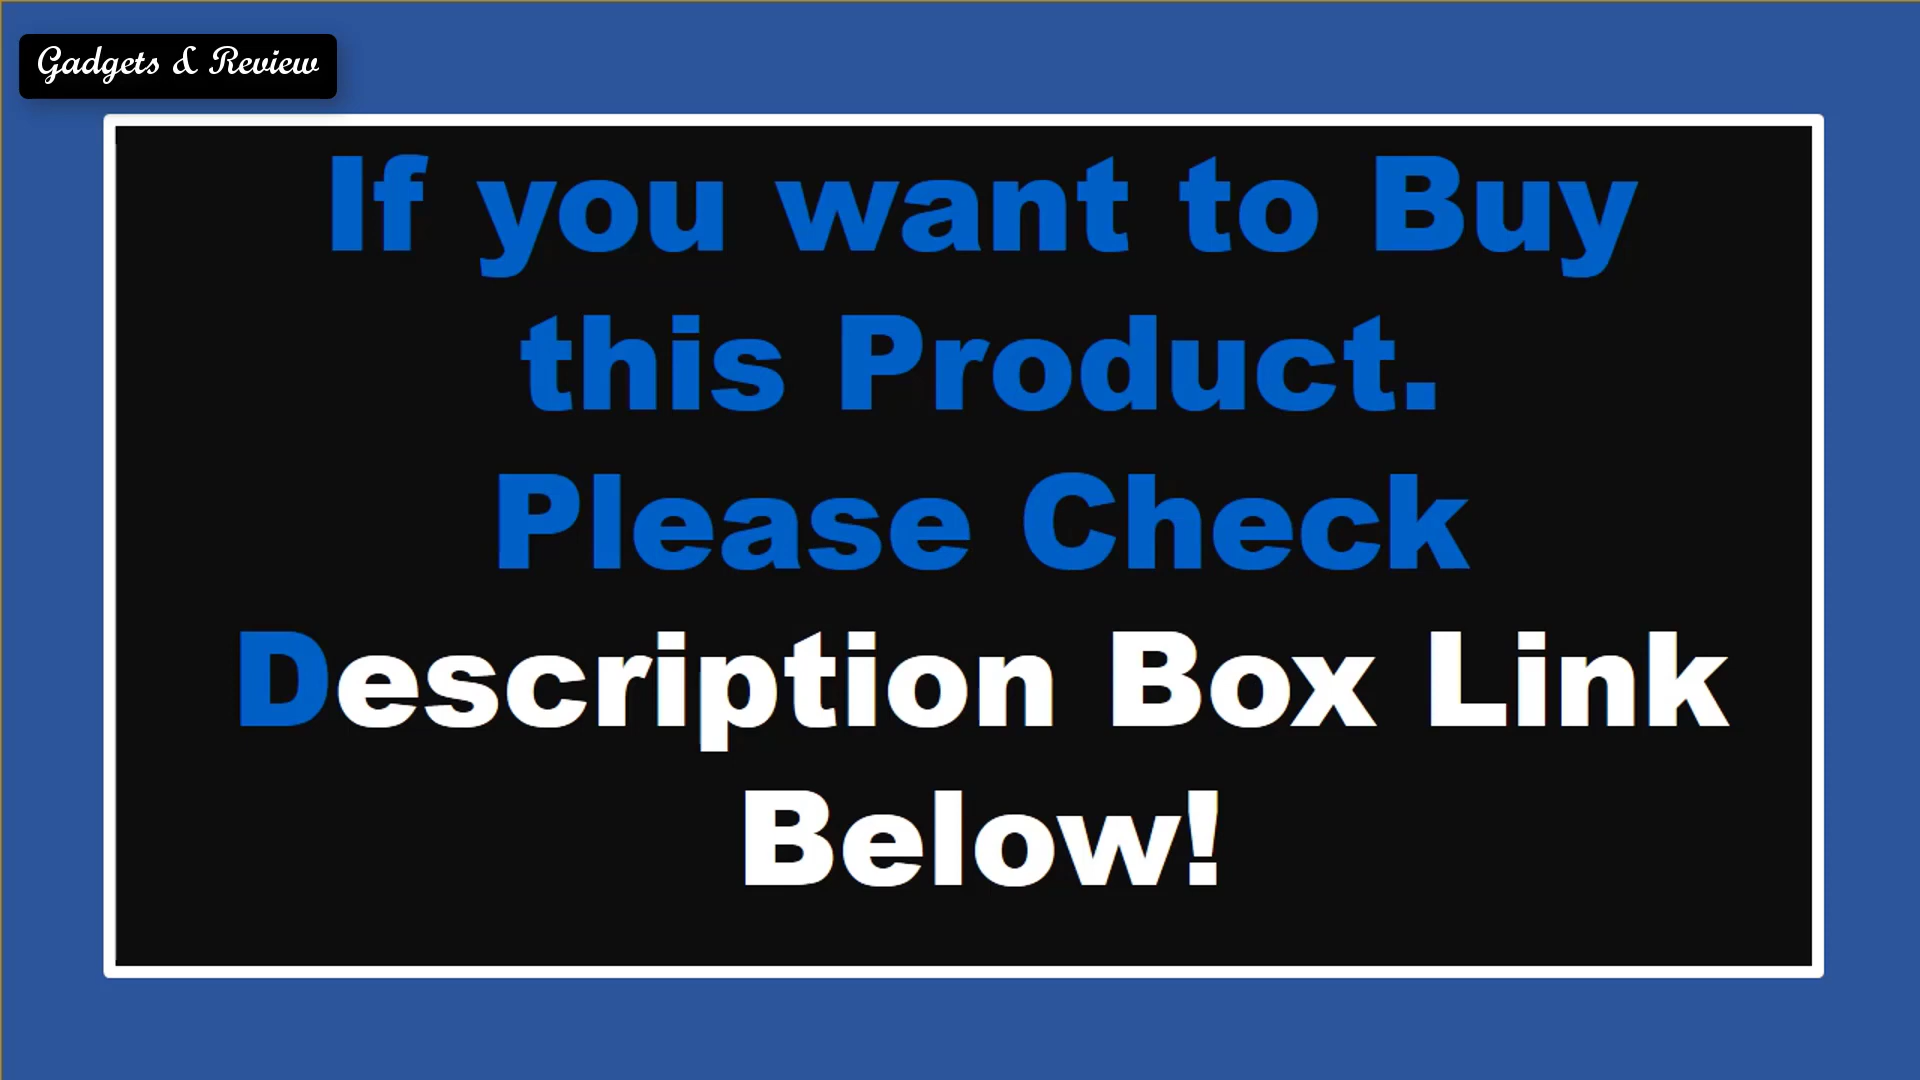 Gadgets & Review
If you want to Buy
this Product.
Please Check
Description Box Link
Below!